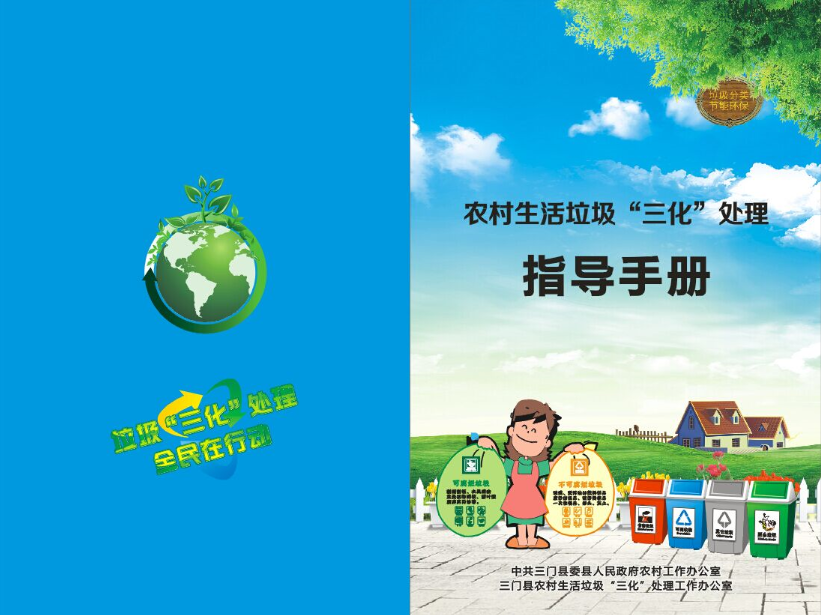 垃圾“三化”处理
全民在行动
垃圾分类
节能环保
农村生活垃圾“三化”处理
指导手册
可腐烂垃圾
不可腐烂垃圾
中共三门县委县人民政府农村工作办公室
三门县农村生活垃圾“三化”处理工作办公室